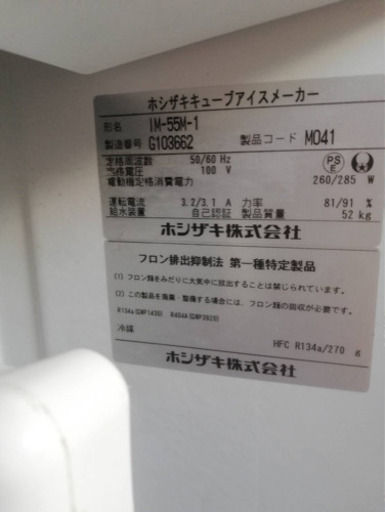 ホシザキキューブアイスメーカー
形名 IM-55M-1
製造番号 G103662 製品コード M041
定格周波数 50/60 Hz
定格電圧 100 V
電動機定格消費電力 260/285 W
運転電流 3.2/3.1 A 力率 81/91 %
給水装置 自己認証 製品質量 52 kg
ホシザキ株式会社
PSE
フロン排出抑制法 第一種特定製品
(1) フロン類をみだりに大気中に放出することは禁じられています。
(2) この製品を廃棄・整備する場合には、フロン類の回収が必要です。
R134a(GWP1430) R404A(GWP3920)
冷媒 HFC R134a/270 g
ホシザキ株式会社